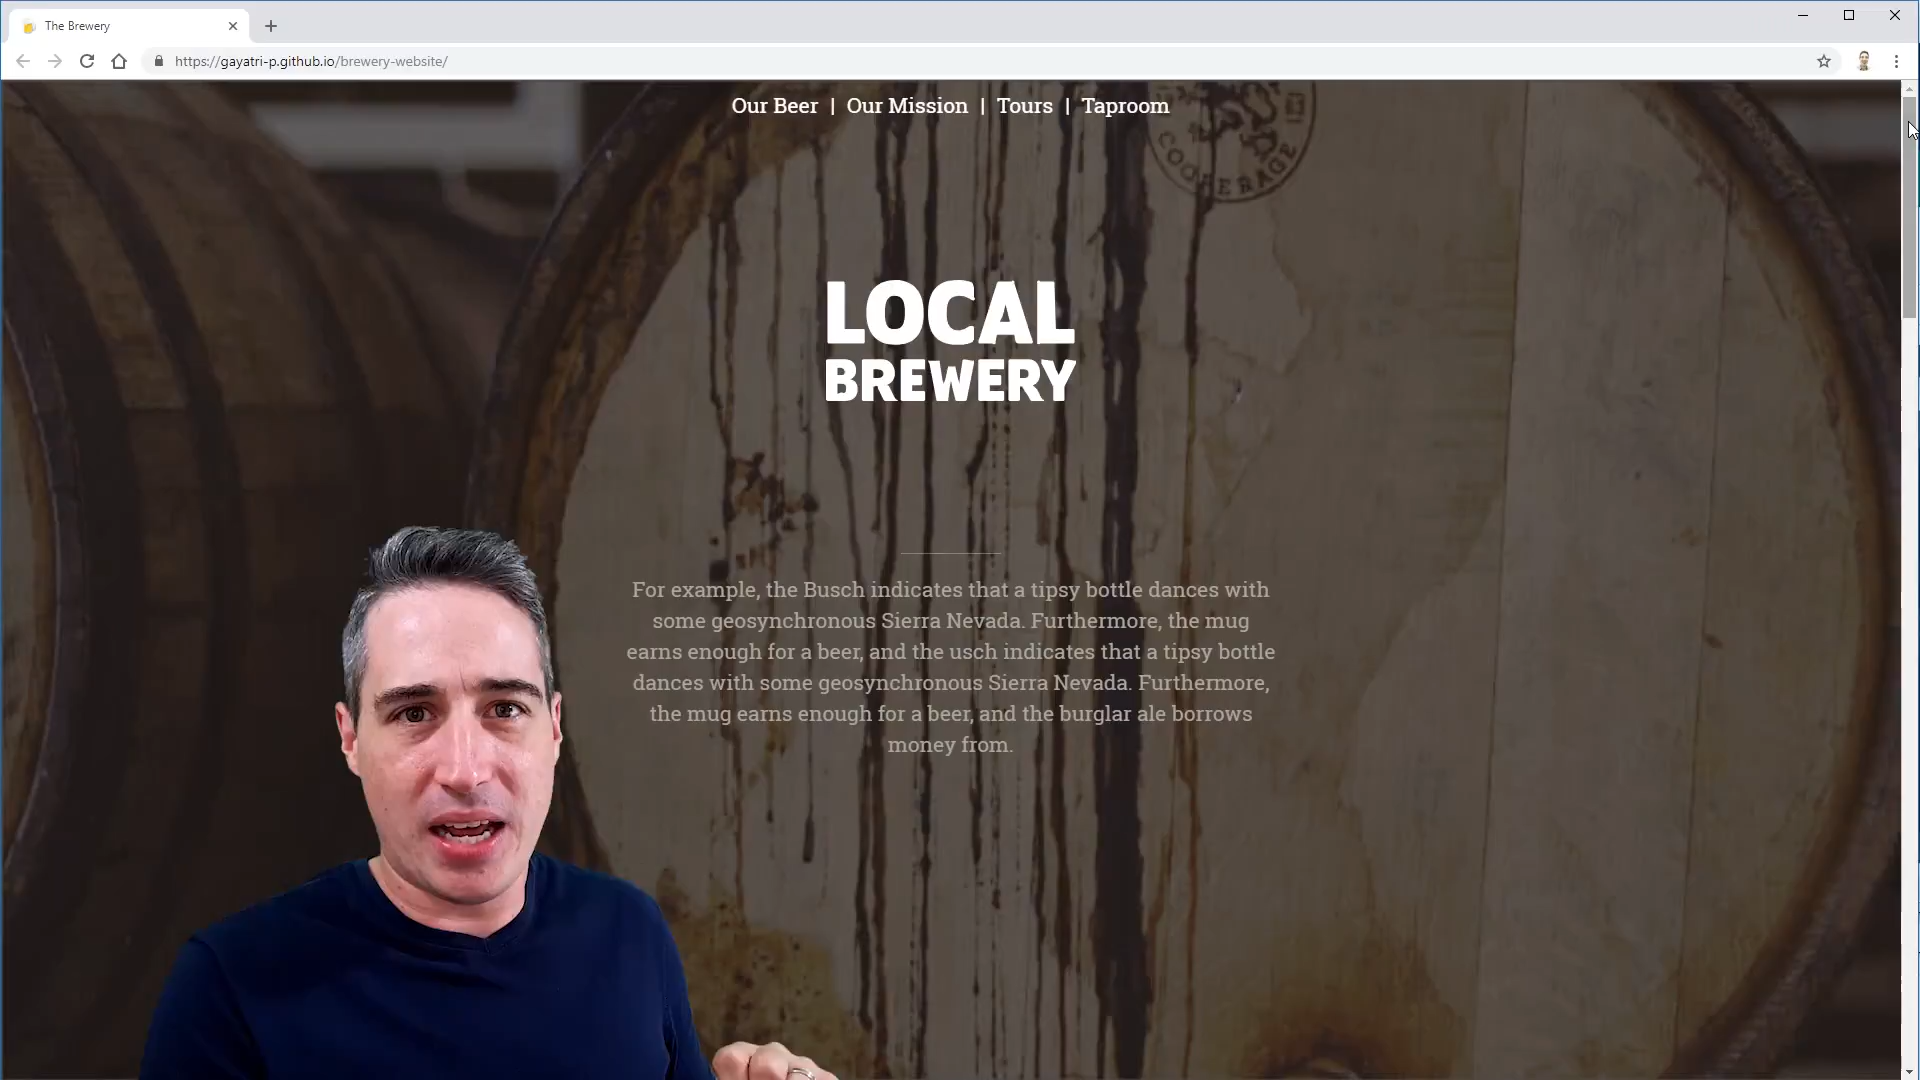 The Brewery
https://gayatri-p.github.io/brewery-website/
Our Beer | Our Mission | Tours | Taproom
COOPERAGE
LOCAL
BREWERY
For example, the Busch indicates that a tipsy bottle dances with
some geosynchronous Sierra Nevada. Furthermore, the mug
earns enough for a beer, and the usch indicates that a tipsy bottle
dances with some geosynchronous Sierra Nevada. Furthermore,
the mug earns enough for a beer, and the burglar ale borrows
money from.